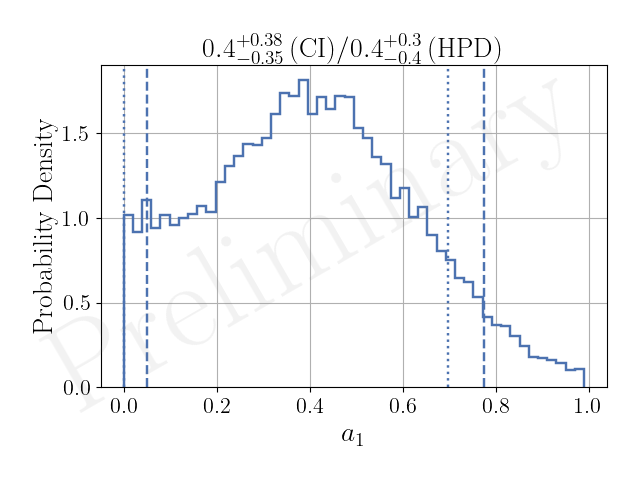 0.4^{+0.38}_{-0.35} (CI)/0.4^{+0.3}_{-0.4} (HPD)
Probability Density
1.5
1.0
0.5
0.0
0.0 0.2 0.4 0.6 0.8 1.0
a_1
Preliminary